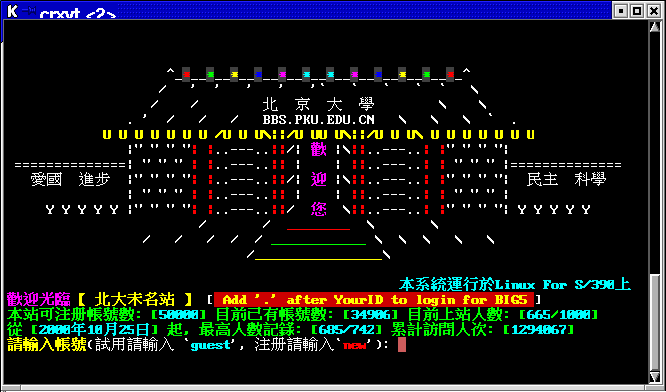 crxvt <2>
北 京 大 學
BBS.PKU.EDU.CN
歡
迎
您
愛國 進步
民主 科學
本系統運行於Linux For S/390上
歡迎光臨【 北大未名站 】 [ Add '.' after YourID to login for BIG5 ]
本站可注册帳號數: [50000] 目前已有帳號數: [34906] 目前上站人數: [665/1000]
從 [2000年10月25日] 起, 最高人數記錄: [685/742] 累計訪問人次: [1294067]
請輸入帳號(試用請輸入 `guest', 注册請輸入`new'):